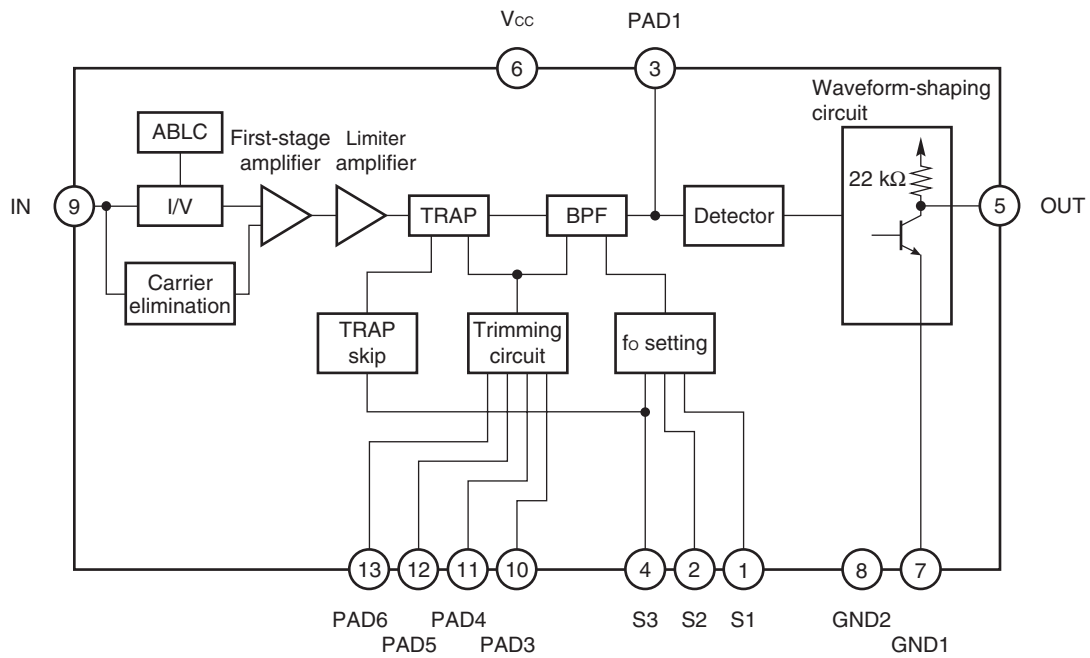 VCC
PAD1
6
3
Waveform-shaping
circuit
ABLC
First-stage
amplifier
Limiter
amplifier
22 kΩ
IN
9
I/V
TRAP
BPF
Detector
5
OUT
Carrier
elimination
TRAP
skip
Trimming
circuit
fO setting
13
12
11
10
4
2
1
8
7
PAD6
PAD5
PAD4
PAD3
S3
S2
S1
GND2
GND1